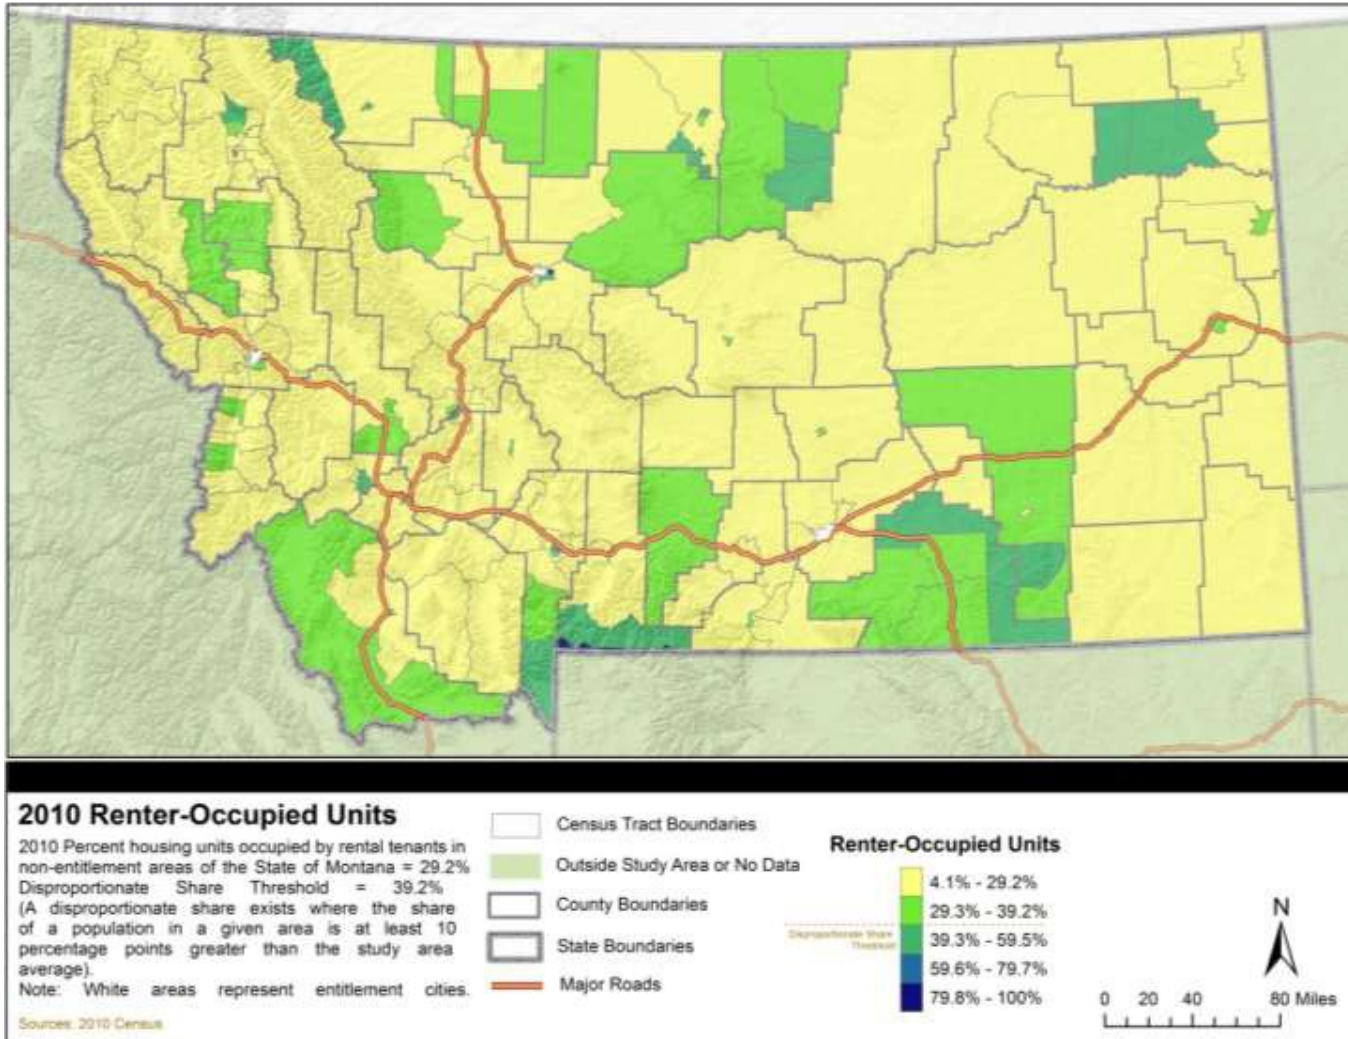 2010 Renter-Occupied Units
2010 Percent housing units occupied by rental tenants in
non-entitlement areas of the State of Montana = 29.2%
Disproportionate Share Threshold = 39.2%
(A disproportionate share exists where the share
of a population in a given area is at least 10
percentage points greater than the study area
average).
Note: White areas represent entitlement cities.
Sources: 2010 Census
Census Tract Boundaries
Outside Study Area or No Data
County Boundaries
State Boundaries
Major Roads
Renter-Occupied Units
4.1% - 29.2%
29.3% - 39.2%
Disproportionate Share
Threshold
39.3% - 59.5%
59.6% - 79.7%
79.8% - 100%
N
0 20 40 80 Miles